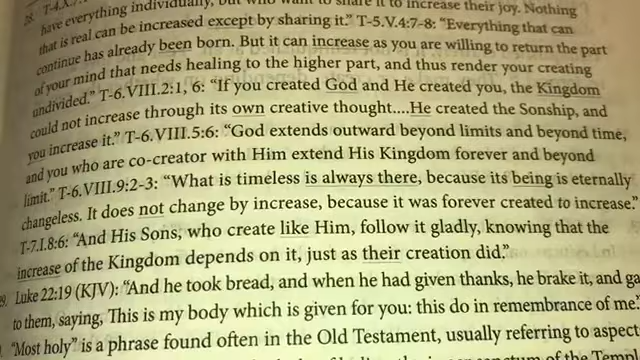 28. T-4.
have everything individually, but who want to share it to increase their joy. Nothing
that is real can be increased except by sharing it." T-5.V.4:7–8: "Everything that can
continue has already been born. But it can increase as you are willing to return the part
of your mind that needs healing to the higher part, and thus render your creating
undivided." T-6.VIII.2:1, 6: "If you created God and He created you, the Kingdom
could not increase through its own creative thought....He created the Sonship, and
you increase it." T-6.VIII.5:6: "God extends outward beyond limits and beyond time,
and you who are co-creator with Him extend His Kingdom forever and beyond
limit." T-6.VIII.9:2–3: "What is timeless is always there, because its being is eternally
changeless. It does not change by increase, because it was forever created to increase."
T-7.I.8:6: "And His Sons, who create like Him, follow it gladly, knowing that the
increase of the Kingdom depends on it, just as their creation did."
Luke 22:19 (KJV): "And he took bread, and when he had given thanks, he brake it, and ga
to them, saying, This is my body which is given for you: this do in remembrance of me."
"Most holy" is a phrase found often in the Old Testament, usually referring to aspect
of the Templ